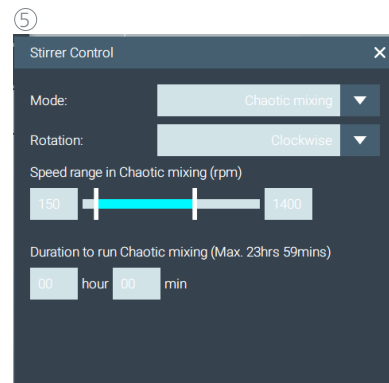 ⑤
Stirrer Control
Mode: Chaotic mixing
Rotation: Clockwise
Speed range in Chaotic mixing (rpm)
150 1400
Duration to run Chaotic mixing (Max. 23hrs 59mins)
00 hour 00 min